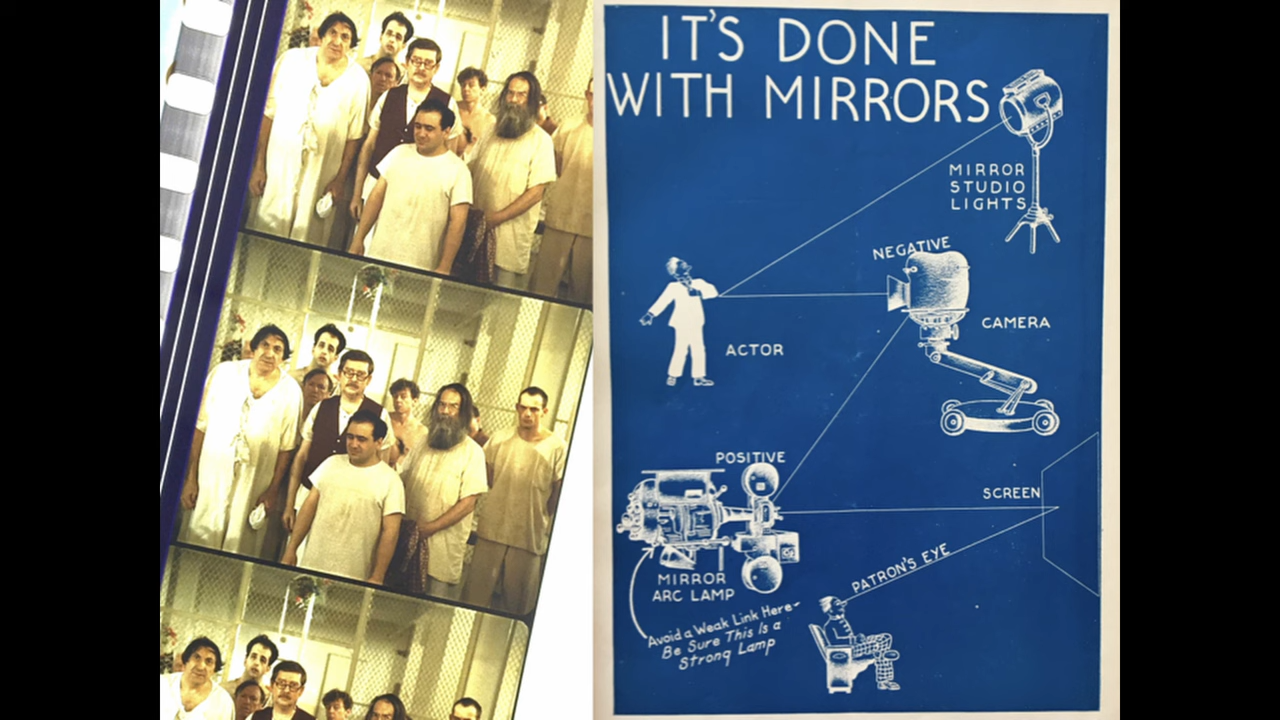 IT'S DONE
WITH MIRRORS
MIRROR
STUDIO
LIGHTS
NEGATIVE
CAMERA
ACTOR
POSITIVE
SCREEN
MIRROR
ARC LAMP
PATRON'S EYE
Avoid a Weak Link Here-
Be Sure This Is a
Strong Lamp